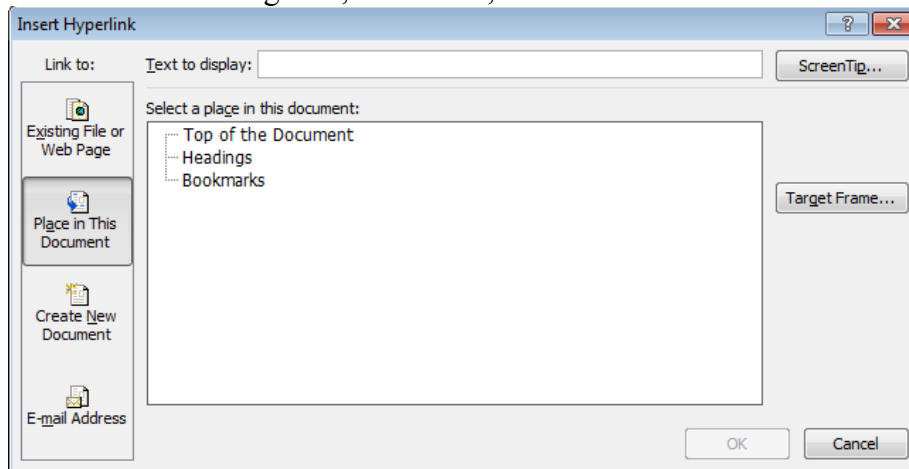 Insert Hyperlink
Link to:
Text to display:
ScreenTip...
Select a place in this document:
Existing File or
Web Page
Top of the Document
Headings
Bookmarks
Place in This
Document
Target Frame...
Create New
Document
E-mail Address
OK
Cancel